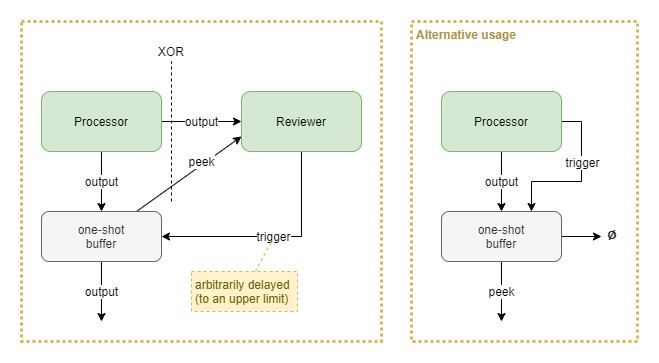 Alternative usage
XOR
Processor
output
Reviewer
peek
output
one-shot
buffer
trigger
arbitrarily delayed
(to an upper limit)
output
Processor
trigger
output
one-shot
buffer
Ø
peek